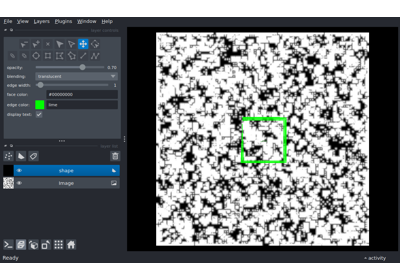 File View Layers Plugins Window Help
layer controls
opacity: 0.70
blending: translucent
edge width: 1
face color: #00000000
edge color: lime
display text:
layer list
shape
image
Ready
activity